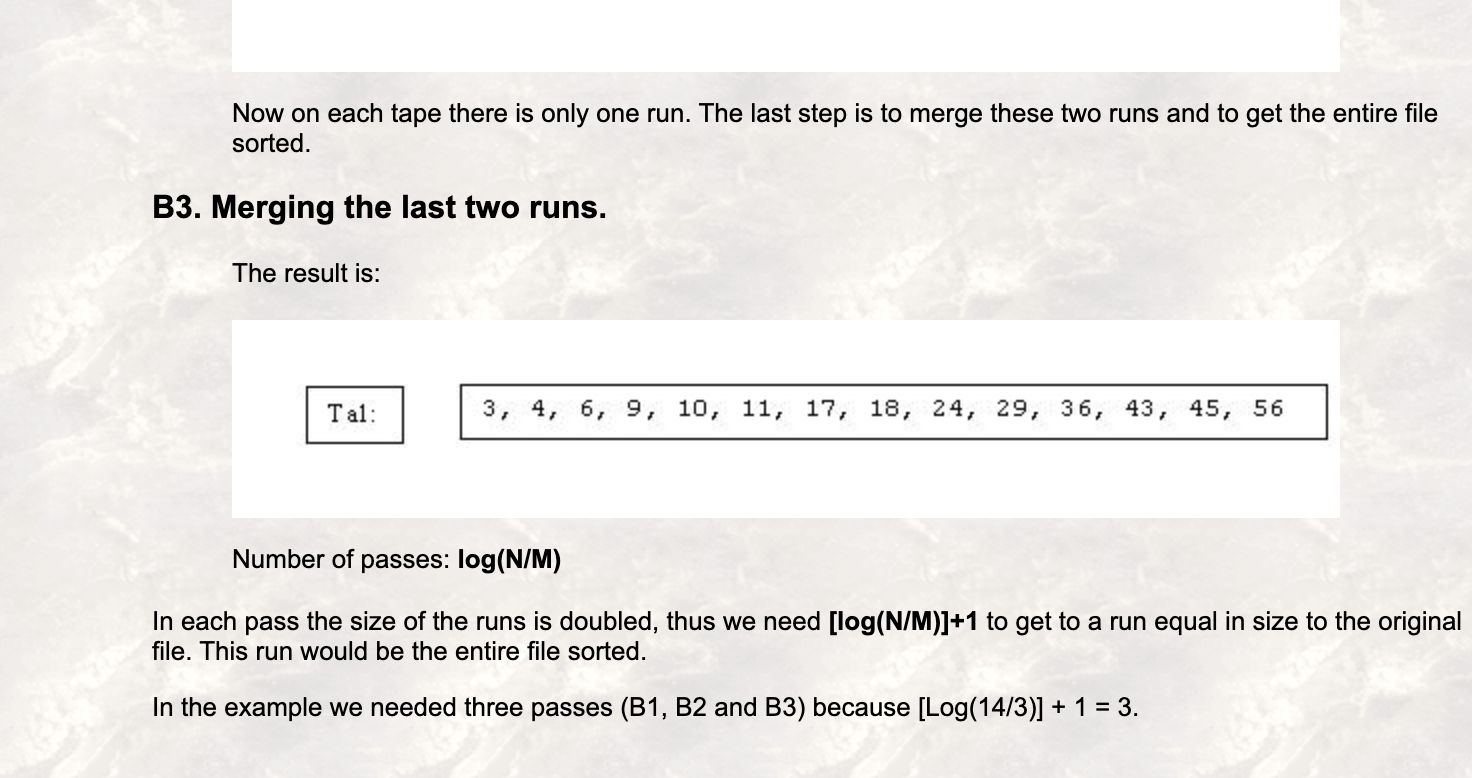 Now on each tape there is only one run. The last step is to merge these two runs and to get the entire file
sorted.
B3. Merging the last two runs.
The result is:
Ta1:
3, 4, 6, 9, 10, 11, 17, 18, 24, 29, 36, 43, 45, 56
Number of passes: log(N/M)
In each pass the size of the runs is doubled, thus we need [log(N/M)]+1 to get to a run equal in size to the original
file. This run would be the entire file sorted.
In the example we needed three passes (B1, B2 and B3) because [Log(14/3)] + 1 = 3.